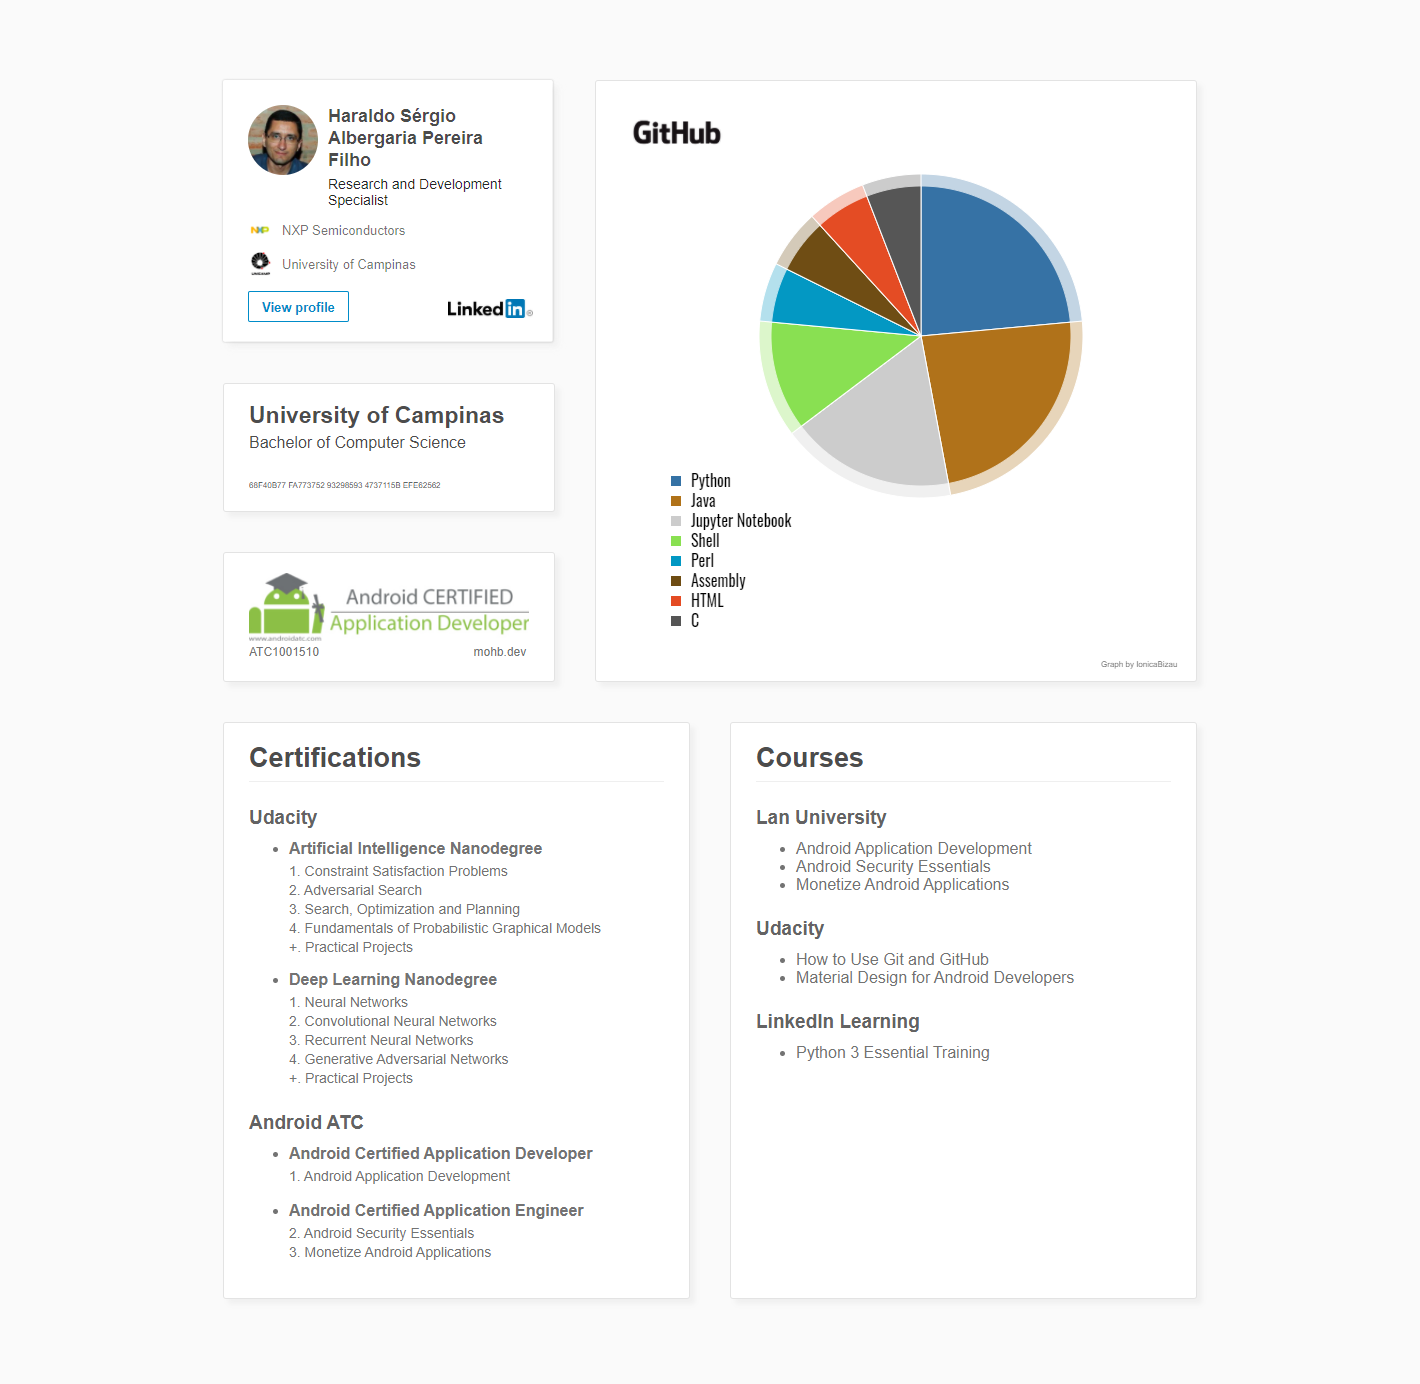 Haraldo Sérgio
Albergaria Pereira
Filho
Research and Development
Specialist
NXP
NXP Semiconductors
UNICAMP
University of Campinas
View profile
Linked in ®
University of Campinas
Bachelor of Computer Science
68F40B77 FA773752 93298593 4737115B EFE62562
Android CERTIFIED
Application Developer
www.androidatc.com
ATC1001510
mohb.dev
GitHub
Python
Java
Jupyter Notebook
Shell
Perl
Assembly
HTML
C
Graph by IonicaBizau
Certifications
Udacity
• Artificial Intelligence Nanodegree
1. Constraint Satisfaction Problems
2. Adversarial Search
3. Search, Optimization and Planning
4. Fundamentals of Probabilistic Graphical Models
+. Practical Projects
• Deep Learning Nanodegree
1. Neural Networks
2. Convolutional Neural Networks
3. Recurrent Neural Networks
4. Generative Adversarial Networks
+. Practical Projects
Android ATC
• Android Certified Application Developer
1. Android Application Development
• Android Certified Application Engineer
2. Android Security Essentials
3. Monetize Android Applications
Courses
Lan University
• Android Application Development
• Android Security Essentials
• Monetize Android Applications
Udacity
• How to Use Git and GitHub
• Material Design for Android Developers
LinkedIn Learning
• Python 3 Essential Training